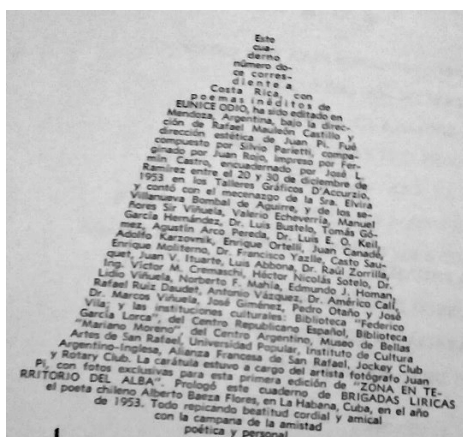 Este
cua-
derno
número do-
ce corres-
diente a
Costa Rica, con
poemas inéditos de
EUNICE ODIO, ha sido editado en
Mendoza, Argentina, bajo la direc-
ción de Rafael Mauleón Castillo y
dirección estética de Juan Pi. Fué
compuesto por Silvio Parietti, compa-
ginado por Juan Rojo, impreso por Fer-
mín Castro, encuadernado por José L.
Ramírez entre el 20 y 30 de diciembre de
1953 en los Talleres Gráficos D'Accurzio,
y contó con el mecenazgo de la Sra. Elvira
Villanueva Bombal de Aguirre, y de los se-
ñores Sir Viñuela, Valerio Echeverría, Manuel
García Hernández, Dr. Luis Bustelo, Tomás Gó-
mez, Agustín Arco Pereda, Dr. Luis E. O. Keil,
Adolfo Karzovnik, Enrique Ortelli, Juan Canadé,
Enrique Moliterno, Dr. Francisco Yazlle, Casto Sau-
quet, Juan V. Ituarte, Luis Abbona, Dr. Raúl Zorrilla,
Ing. Víctor M. Cremaschi, Héctor Nicolás Sotelo, Dr.
Lidio Viñuela, Norberto F. Mahía, Edmundo J. Homan,
Rafael Ruiz Daudet, Antonio Vázquez, Dr. Américo Calí,
Dr. Marcos Viñuela, José Giménez, Pedro Otaño y José
Vila; y las instituciones culturales: Biblioteca "Federico
García Lorca", del Centro Republicano Español, Biblioteca
"Mariano Moreno", del Centro Argentino, Museo de Bellas
Artes de San Rafael, Universidad Popular, Instituto de Cultura
Argentino-Inglesa, Alianza Francesa de San Rafael, Jockey Club
y Rotary Club. La carátula estuvo a cargo del artista fotógrafo Juan
Pi, con fotos exclusivas para esta primera edición de "ZONA EN TE-
RRITORIO DEL ALBA". Prologó este cuaderno de BRIGADAS LIRICAS
el poeta chileno Alberto Baeza Flores, en La Habana, Cuba, en el año
de 1953. Todo repicando beatitud cordial y amical
con la campana de la amistad
poética y personal